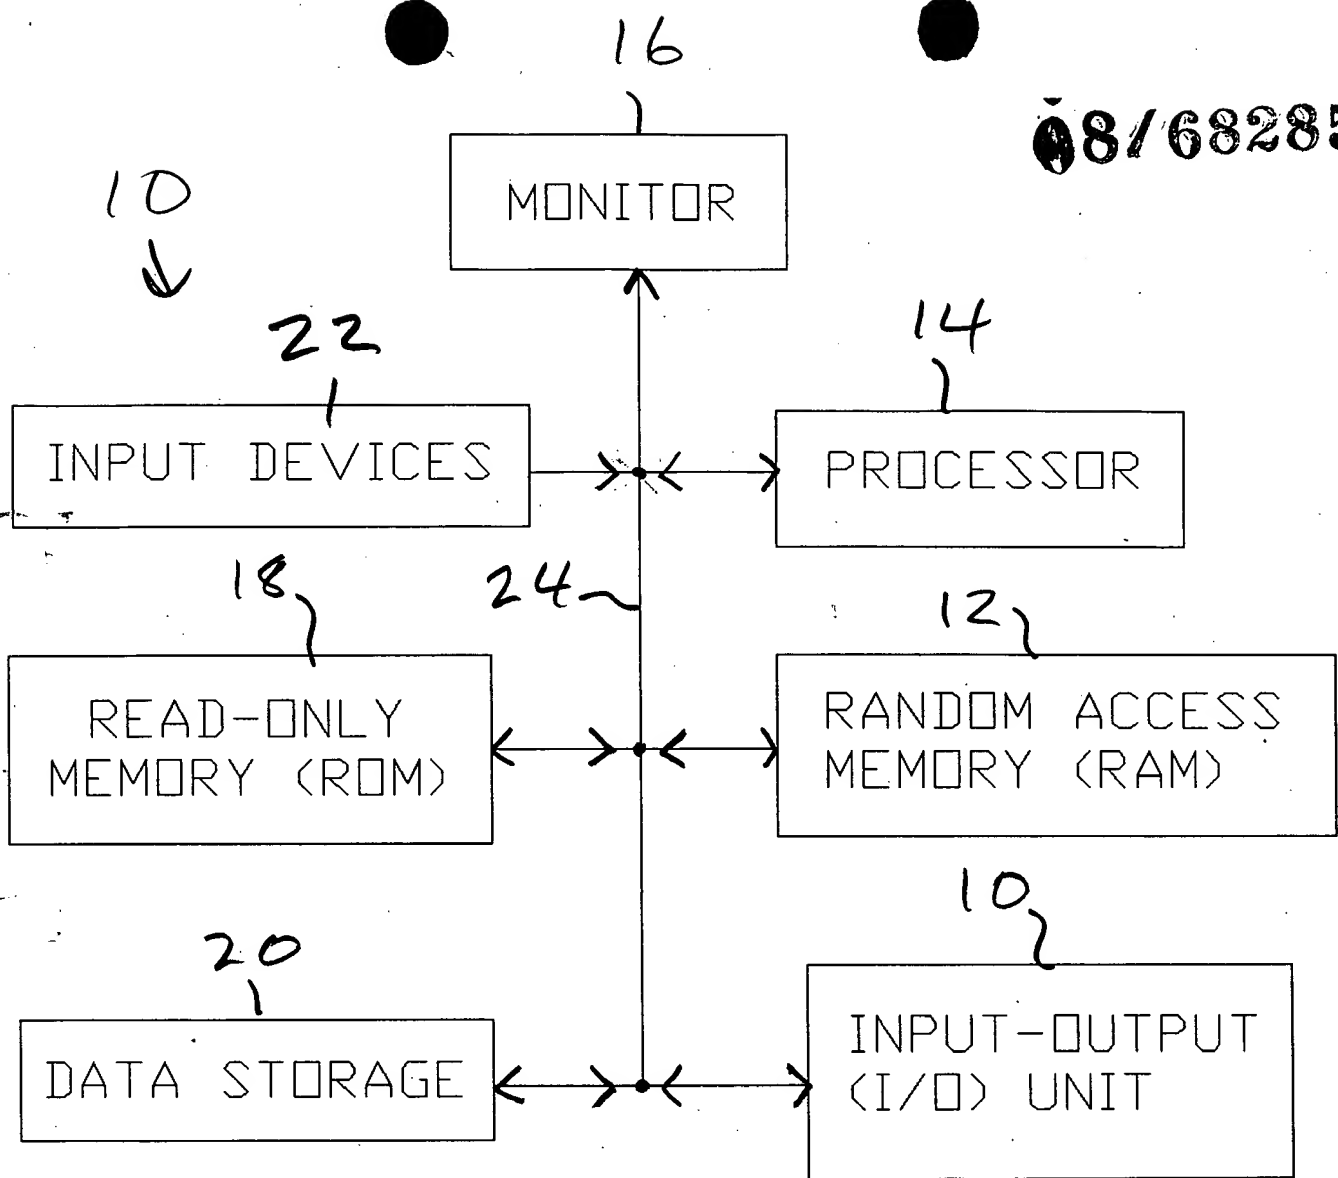 16
08/68285
10
MONITOR
22
14
INPUT DEVICES
PROCESSOR
18
24
12
READ-ONLY
MEMORY (ROM)
RANDOM ACCESS
MEMORY (RAM)
20
10
DATA STORAGE
INPUT-OUTPUT
(I/O) UNIT